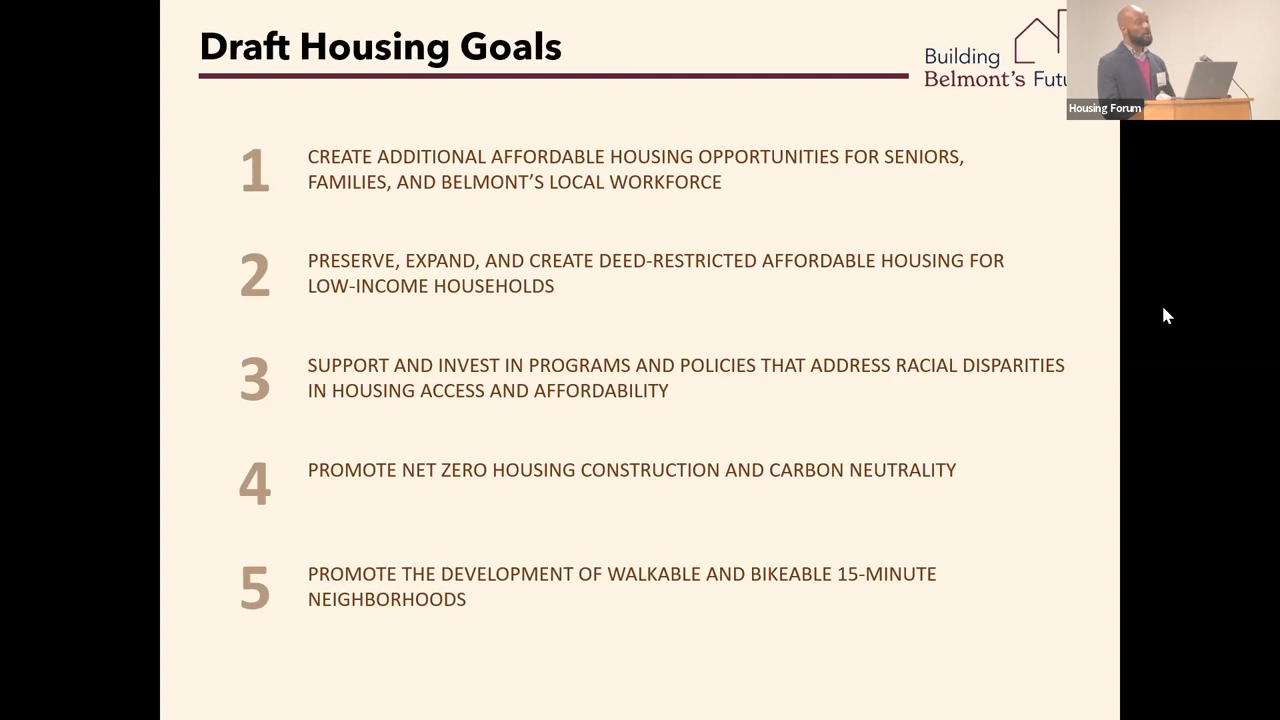 Draft Housing Goals
Building
Belmont's Futu
Housing Forum
1
CREATE ADDITIONAL AFFORDABLE HOUSING OPPORTUNITIES FOR SENIORS,
FAMILIES, AND BELMONT'S LOCAL WORKFORCE
2
PRESERVE, EXPAND, AND CREATE DEED-RESTRICTED AFFORDABLE HOUSING FOR
LOW-INCOME HOUSEHOLDS
3
SUPPORT AND INVEST IN PROGRAMS AND POLICIES THAT ADDRESS RACIAL DISPARITIES
IN HOUSING ACCESS AND AFFORDABILITY
4
PROMOTE NET ZERO HOUSING CONSTRUCTION AND CARBON NEUTRALITY
5
PROMOTE THE DEVELOPMENT OF WALKABLE AND BIKEABLE 15-MINUTE
NEIGHBORHOODS